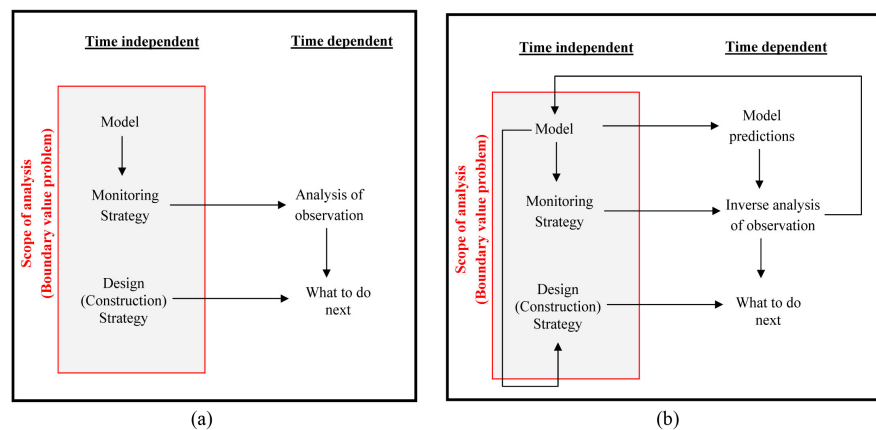 Time independent
Time dependent
Scope of analysis
(Boundary value problem)
Model
Monitoring
Strategy
Analysis of
observation
Design
(Construction)
Strategy
What to do
next
(a)
Time independent
Time dependent
Scope of analysis
(Boundary value problem)
Model
Model
predictions
Monitoring
Strategy
Inverse analysis
of observation
Design
(Construction)
Strategy
What to do
next
(b)